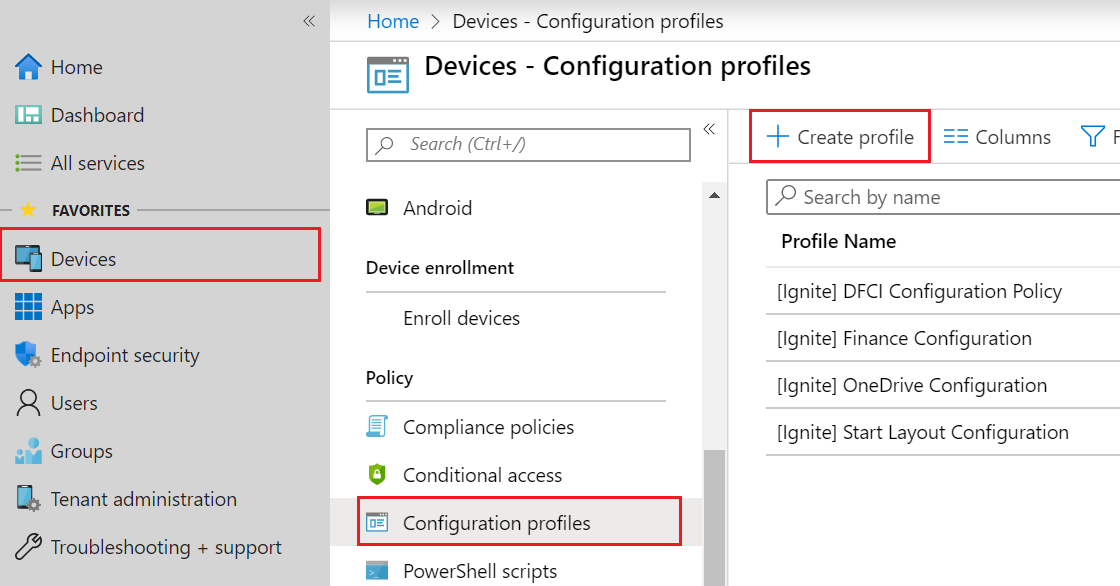 Home
Dashboard
All services
FAVORITES
Devices
Apps
Endpoint security
Users
Groups
Tenant administration
Troubleshooting + support
Home > Devices - Configuration profiles
Devices - Configuration profiles
Search (Ctrl+/)
Android
Device enrollment
Enroll devices
Policy
Compliance policies
Conditional access
Configuration profiles
PowerShell scripts
Create profile Columns F
Search by name
Profile Name
[Ignite] DFCI Configuration Policy
[Ignite] Finance Configuration
[Ignite] OneDrive Configuration
[Ignite] Start Layout Configuration